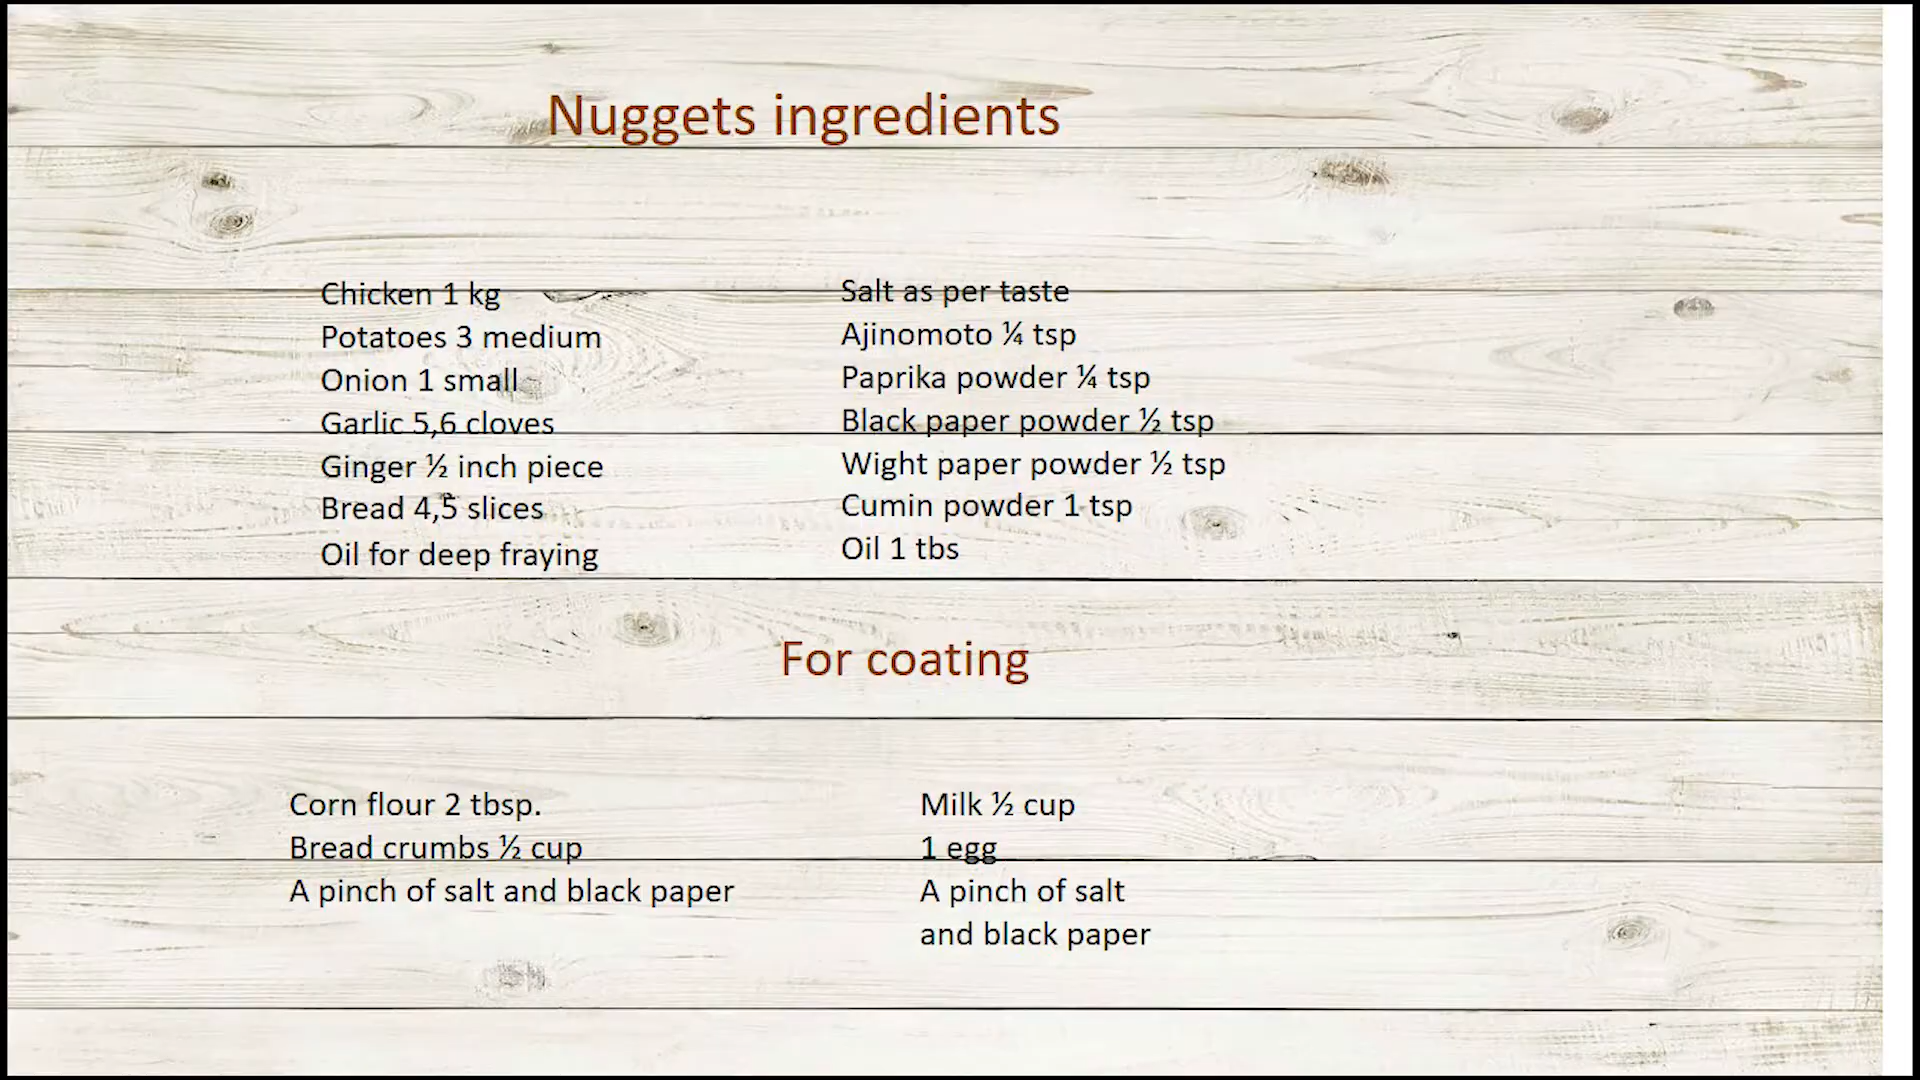 Nuggets ingredients
Chicken 1 kg
Potatoes 3 medium
Onion 1 small
Garlic 5,6 cloves
Ginger ½ inch piece
Bread 4,5 slices
Oil for deep fraying
Salt as per taste
Ajinomoto ¼ tsp
Paprika powder ¼ tsp
Black paper powder ½ tsp
Wight paper powder ½ tsp
Cumin powder 1 tsp
Oil 1 tbs
For coating
Corn flour 2 tbsp.
Bread crumbs ½ cup
A pinch of salt and black paper
Milk ½ cup
1 egg
A pinch of salt
and black paper